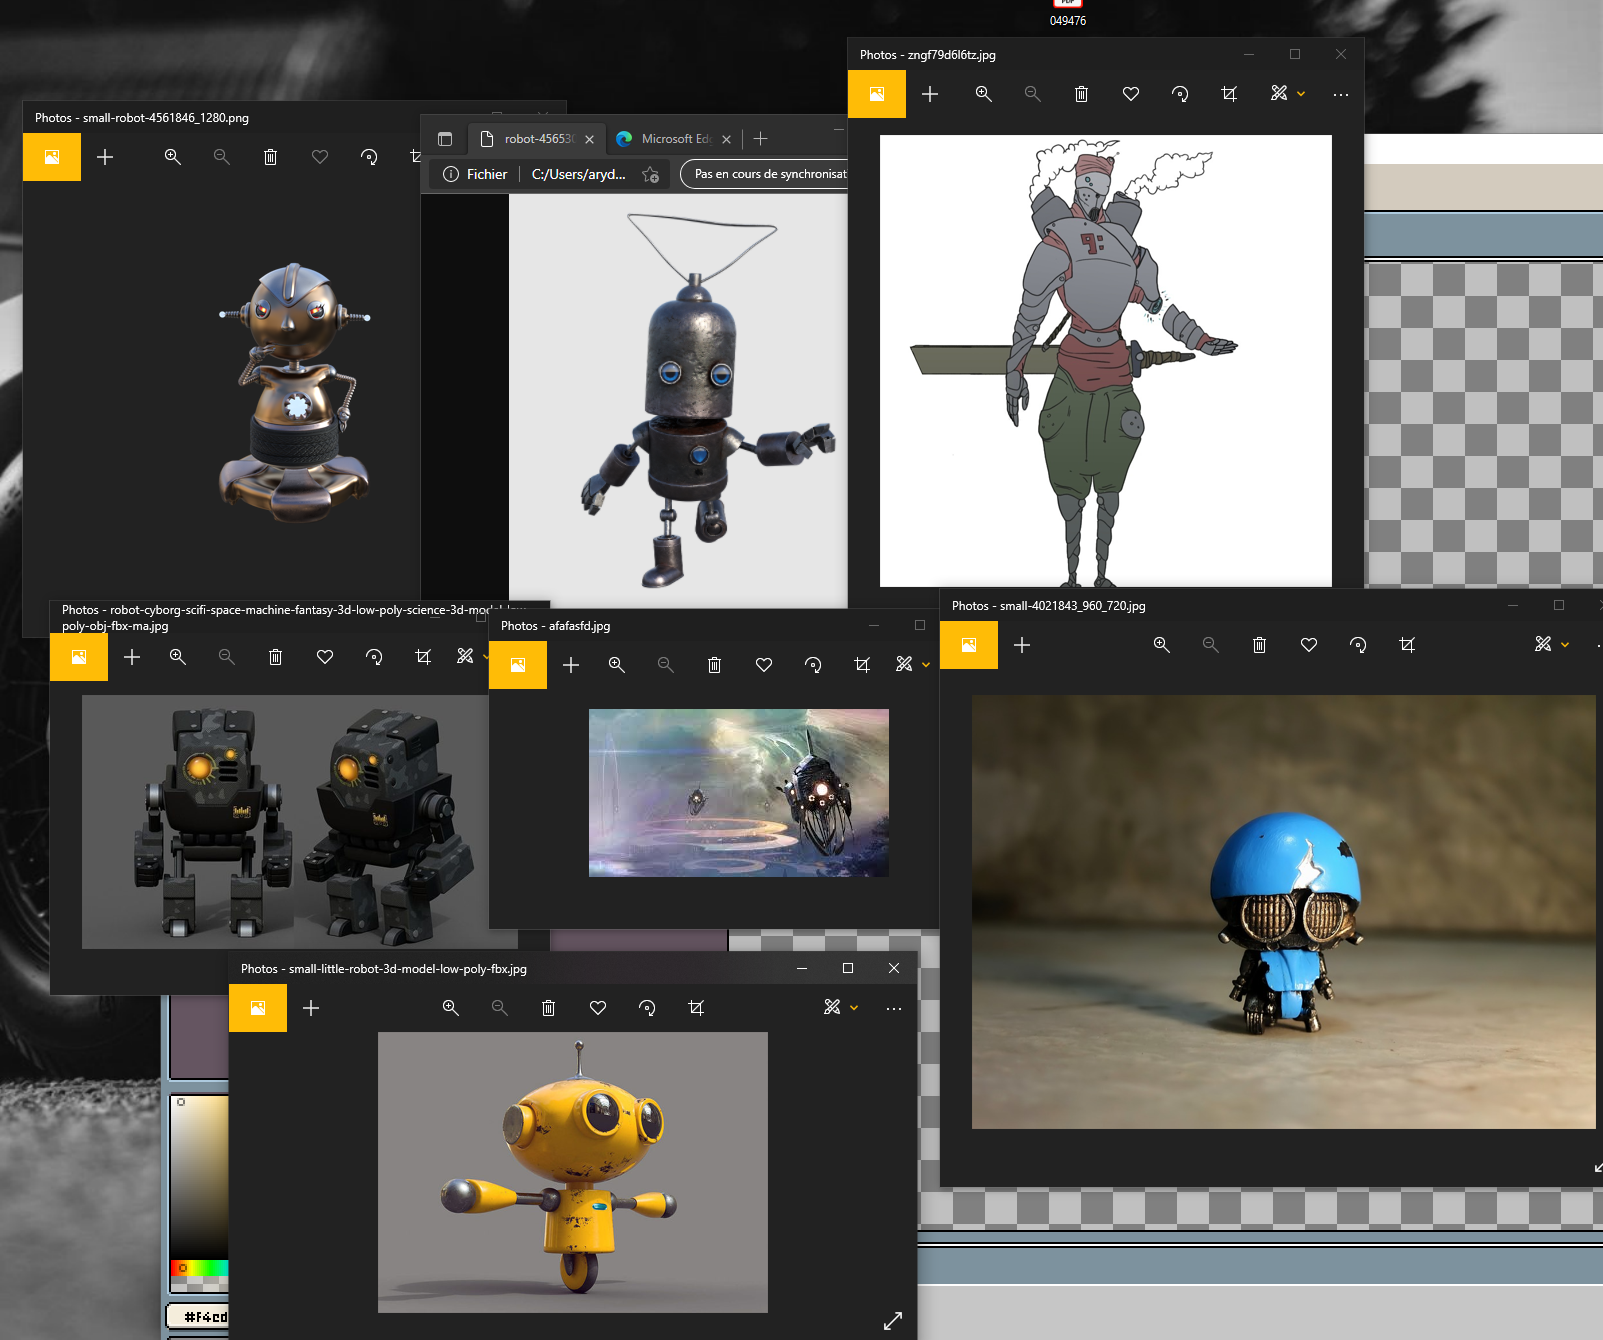 049476
Photos - zngf79d6l6tz.jpg
Photos - small-robot-4561846_1280.png
robot-45653
Microsoft Ed
Fichier
C:/Users/aryd...
Pas en cours de synchronisat
9:
Photos - robot-cyborg-scifi-space-machine-fantasy-3d-low-poly-science-3d-model-low-
poly-obj-fbx-ma.jpg
Photos - afafasfd.jpg
Photos - small-4021843_960_720.jpg
Photos - small-little-robot-3d-model-low-poly-fbx.jpg
#f4cd